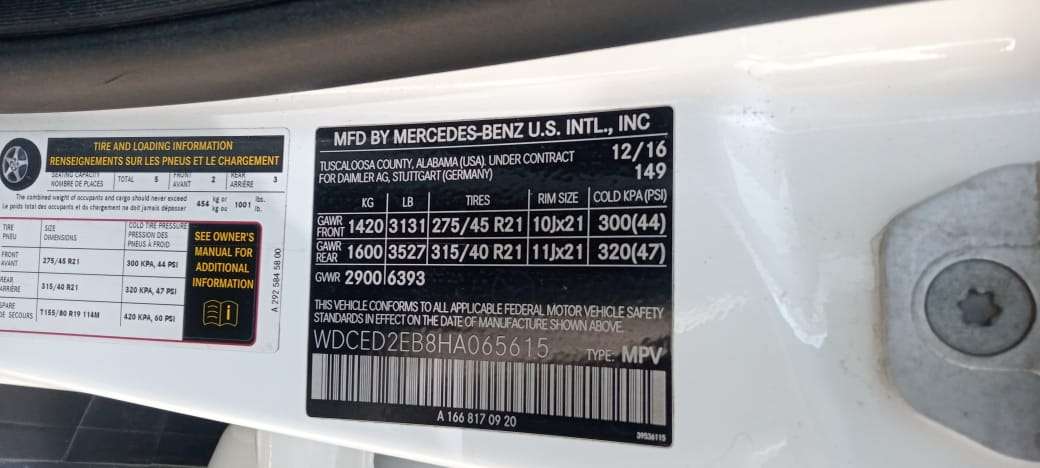 TIRE AND LOADING INFORMATION
RENSEIGNEMENTS SUR LES PNEUS ET LE CHARGEMENT
SEATING CAPACITY TOTAL 5 FRONT 2 REAR 3
NOMBRE DE PLACES AVANT ARRIÈRE
The combined weight of occupants and cargo should never exceed 454 kg or 1001 lbs.
Le poids total des occupants et du chargement ne doit jamais dépasser kg ou lb.
TIRE SIZE COLD TIRE PRESSURE
PNEU DIMENSIONS PRESSION DES
PNEUS À FROID
FRONT 275/45 R21 300 KPA, 44 PSI
AVANT
REAR 315/40 R21 320 KPA, 47 PSI
ARRIÈRE
SPARE T155/80 R19 114M 420 KPA, 60 PSI
DE SECOURS
SEE OWNER'S
MANUAL FOR
ADDITIONAL
INFORMATION
A 292 584 58 00
MFD BY MERCEDES-BENZ U.S. INTL., INC
TUSCALOOSA COUNTY, ALABAMA (USA). UNDER CONTRACT 12/16
FOR DAIMLER AG, STUTTGART (GERMANY) 149
KG LB TIRES RIM SIZE COLD KPA(PSI)
GAWR FRONT 1420 3131 275/45 R21 10Jx21 300(44)
GAWR REAR 1600 3527 315/40 R21 11Jx21 320(47)
GVWR 2900 6393
THIS VEHICLE CONFORMS TO ALL APPLICABLE FEDERAL MOTOR VEHICLE SAFETY
STANDARDS IN EFFECT ON THE DATE OF MANUFACTURE SHOWN ABOVE.
WDCED2EB8HA065615 TYPE: MPV
A 166 817 09 20
39536115